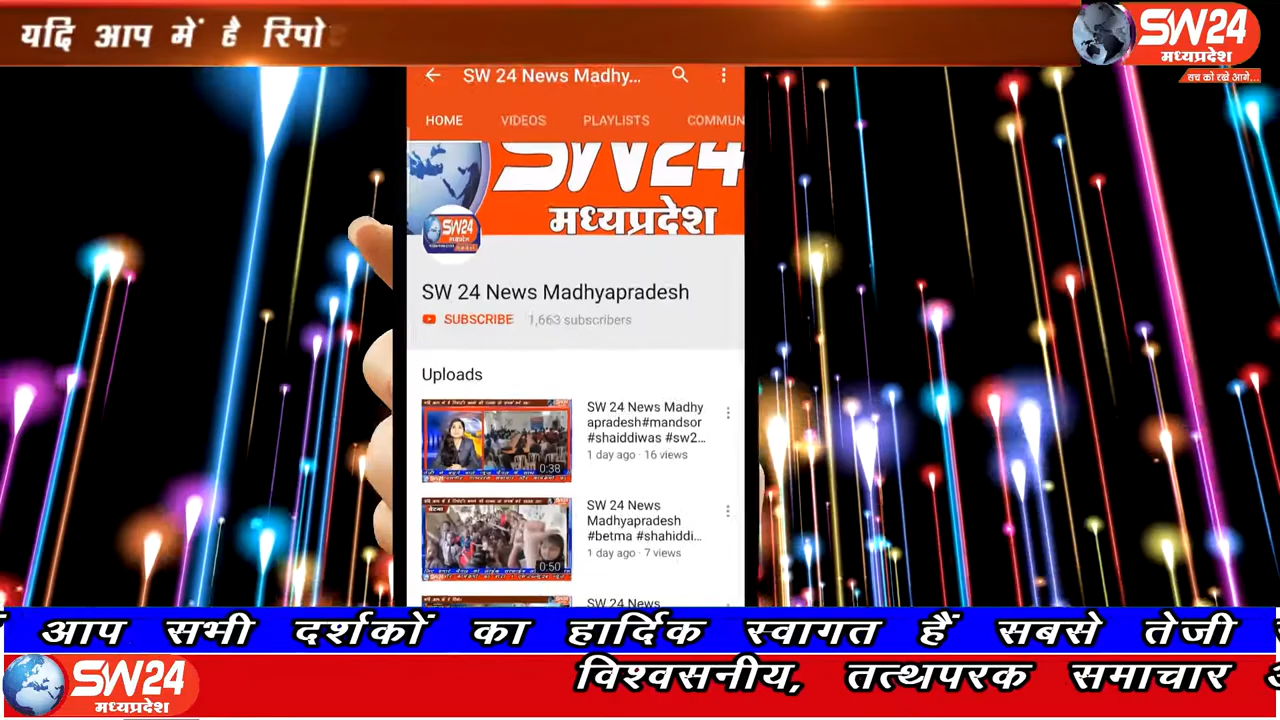 यदि आप में है रिपो
SW24
मध्यप्रदेश
सच को रखे आगे...
SW 24 News Madhy...
HOME VIDEOS PLAYLISTS COMMUN
SW24
मध्यप्रदेश
SW24
SW 24 News Madhyapradesh
SUBSCRIBE 1,663 subscribers
Uploads
SW 24 News Madhy
apradesh#mandsor
#shaiddiwas #sw2...
1 day ago · 16 views
0:38
SW 24 News
Madhyapradesh
#betma #shahiddi...
1 day ago · 7 views
बेटमा
0:50
SW 24 News
आप सभी दर्शकों का हार्दिक स्वागत हैं सबसे तेजी
विश्वसनीय, तत्थपरक समाचार
SW24
मध्यप्रदेश